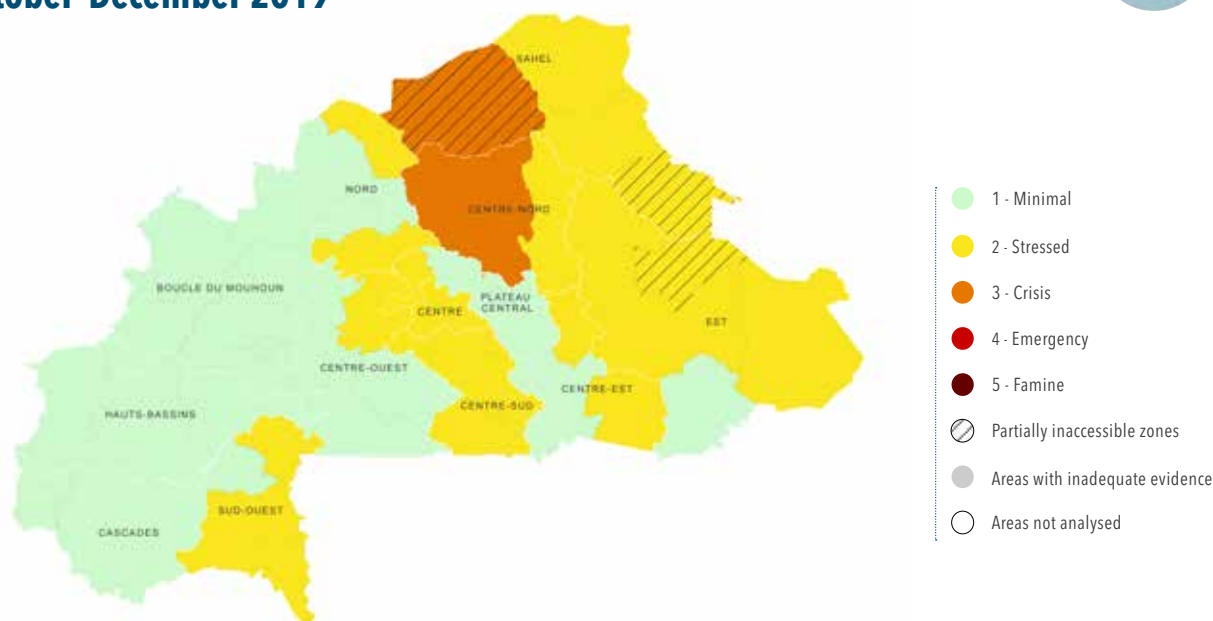 tober-December 2019
SAHEL
NORD
CENTRE-NORD
BOUCLE DU MOUHOUN
PLATEAU
CENTRAL
CENTRE
EST
CENTRE-OUEST
CENTRE-EST
CENTRE-SUD
HAUTS-BASSINS
SUD-OUEST
CASCADES
1 - Minimal
2 - Stressed
3 - Crisis
4 - Emergency
5 - Famine
Partially inaccessible zones
Areas with inadequate evidence
Areas not analysed